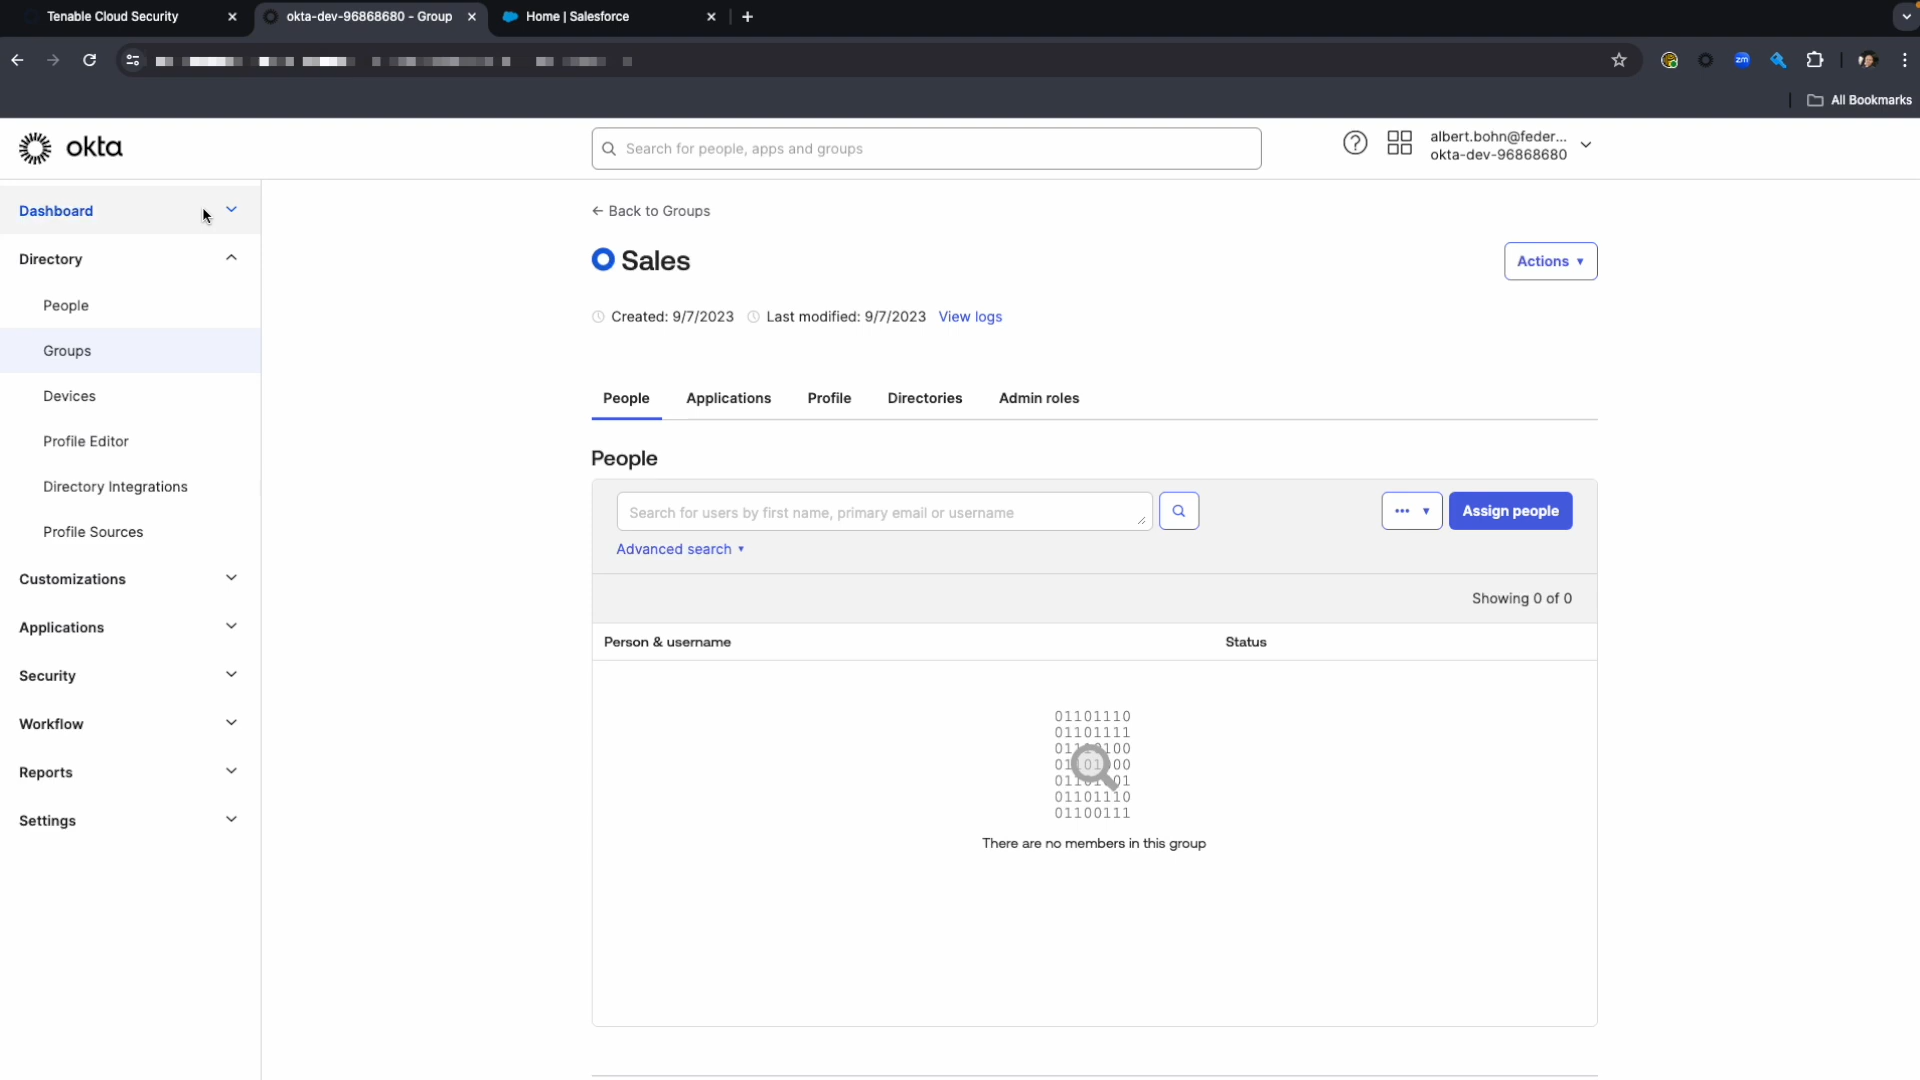 Tenable Cloud Security
okta-dev-96868680 - Group
Home | Salesforce
zm
All Bookmarks
okta
Search for people, apps and groups
albert.bohn@feder...
okta-dev-96868680
Dashboard
Directory
People
Groups
Devices
Profile Editor
Directory Integrations
Profile Sources
Customizations
Applications
Security
Workflow
Reports
Settings
← Back to Groups
Sales
Actions ▾
Created: 9/7/2023 Last modified: 9/7/2023 View logs
People Applications Profile Directories Admin roles
People
Search for users by first name, primary email or username
••• ▾ Assign people
Advanced search ▾
Showing 0 of 0
Person & username Status
01101110
01101111
01110100
01101100
01101001
01101110
01100111
There are no members in this group